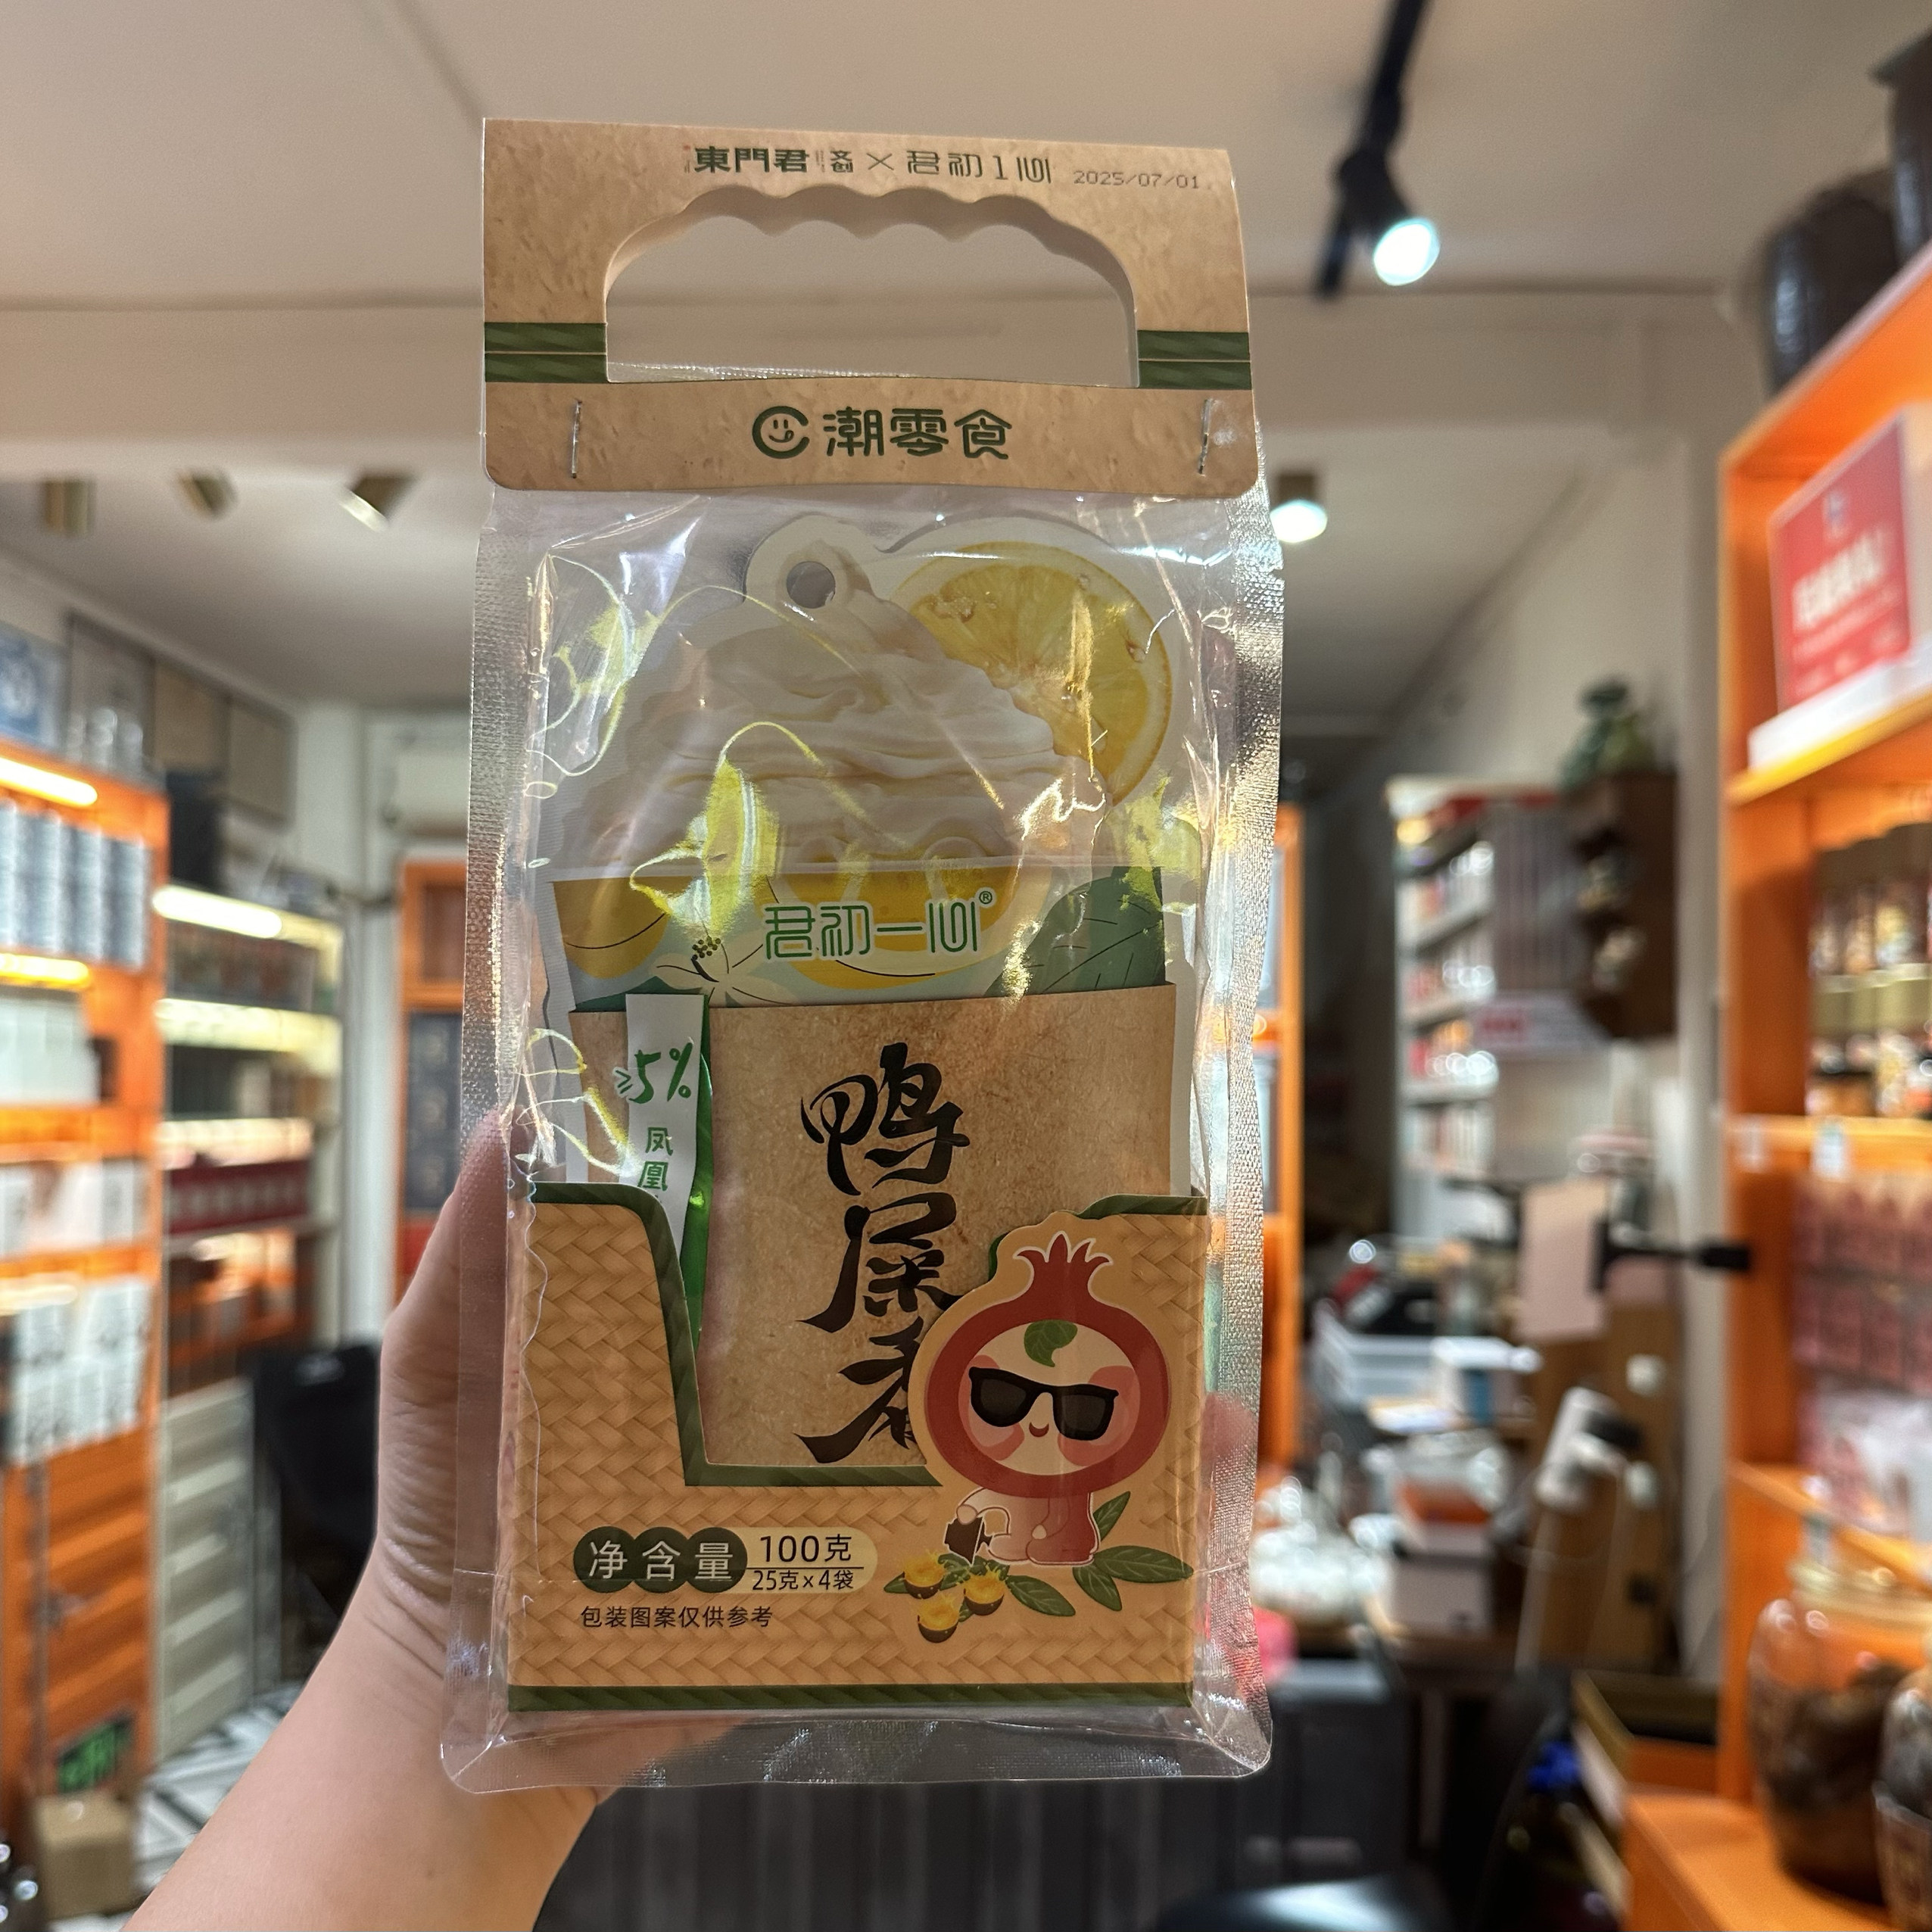 東門君 文创 × 君初1心 2025/07/01
潮零食
君初一心®
≥5%
凤凰
鸭屎香
净含量 100克
25克×4袋
包装图案仅供参考